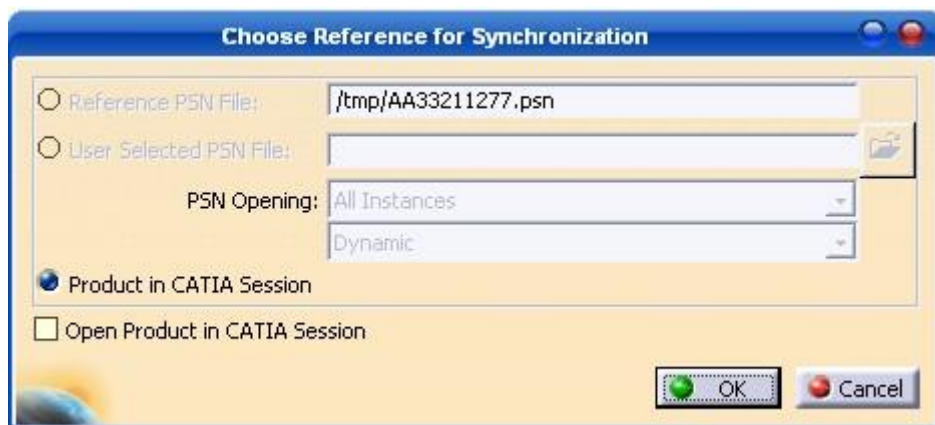 Choose Reference for Synchronization
Reference PSN File: /tmp/AA33211277.psn
User Selected PSN File:
PSN Opening: All Instances
Dynamic
Product in CATIA Session
Open Product in CATIA Session
OK Cancel